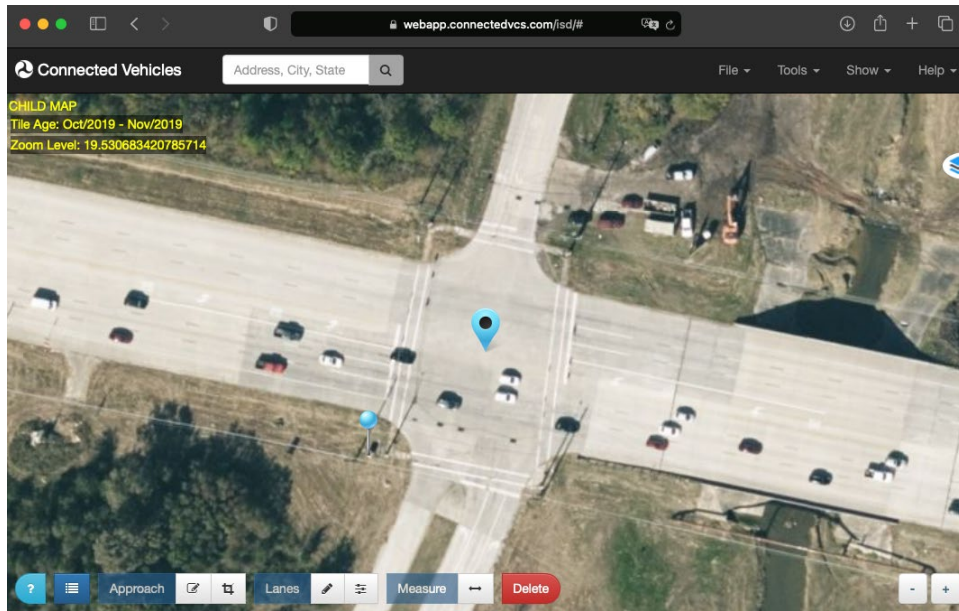 webapp.connectedvcs.com/isd/#
Connected Vehicles
Address, City, State
File
Tools
Show
Help
CHILD MAP
Tile Age: Oct/2019 - Nov/2019
Zoom Level: 19.530683420785714
?
Approach
Lanes
Measure
Delete
-
+